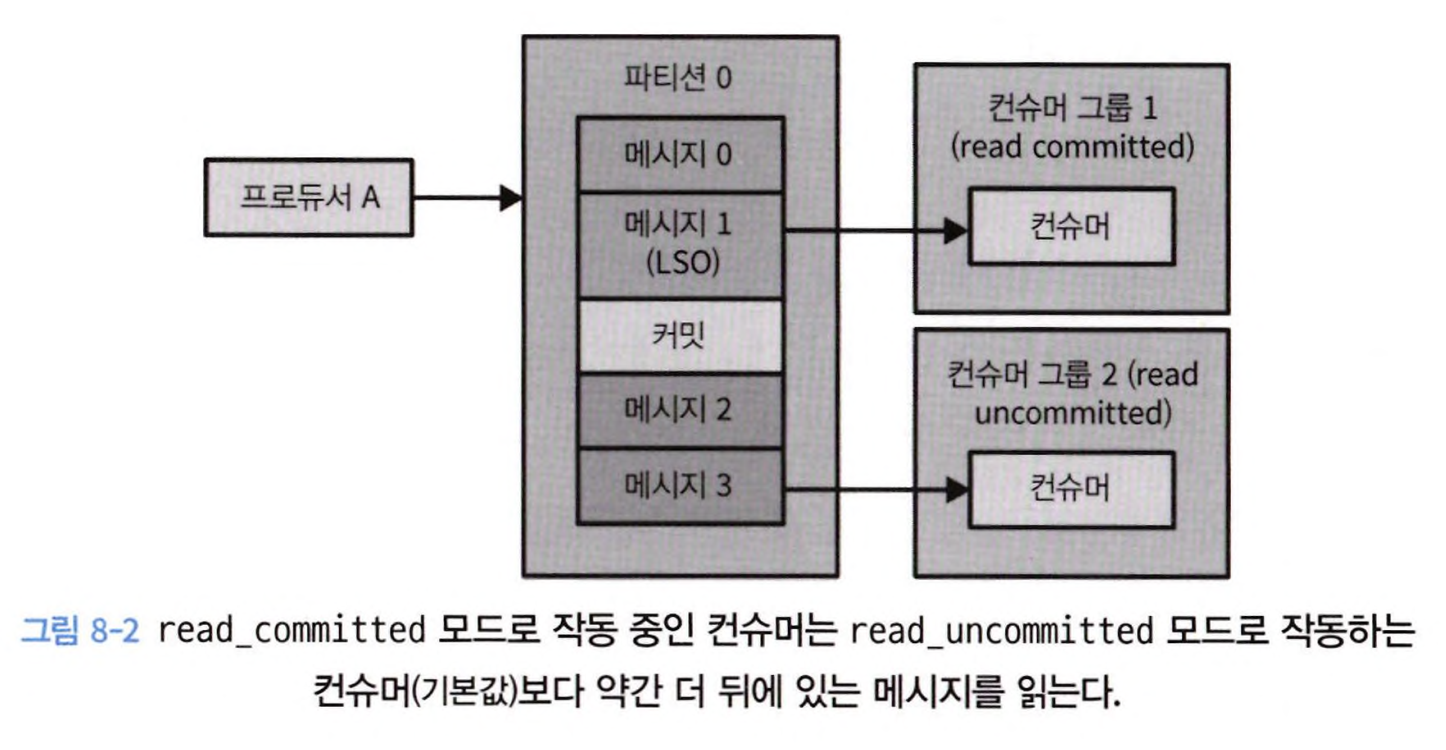 파티션 0
메시지 0
메시지 1
(LSO)
커밋
메시지 2
메시지 3
프로듀서 A
컨슈머 그룹 1
(read committed)
컨슈머
컨슈머 그룹 2 (read
uncommitted)
컨슈머
그림 8-2 read_committed 모드로 작동 중인 컨슈머는 read_uncommitted 모드로 작동하는
컨슈머(기본값)보다 약간 더 뒤에 있는 메시지를 읽는다.